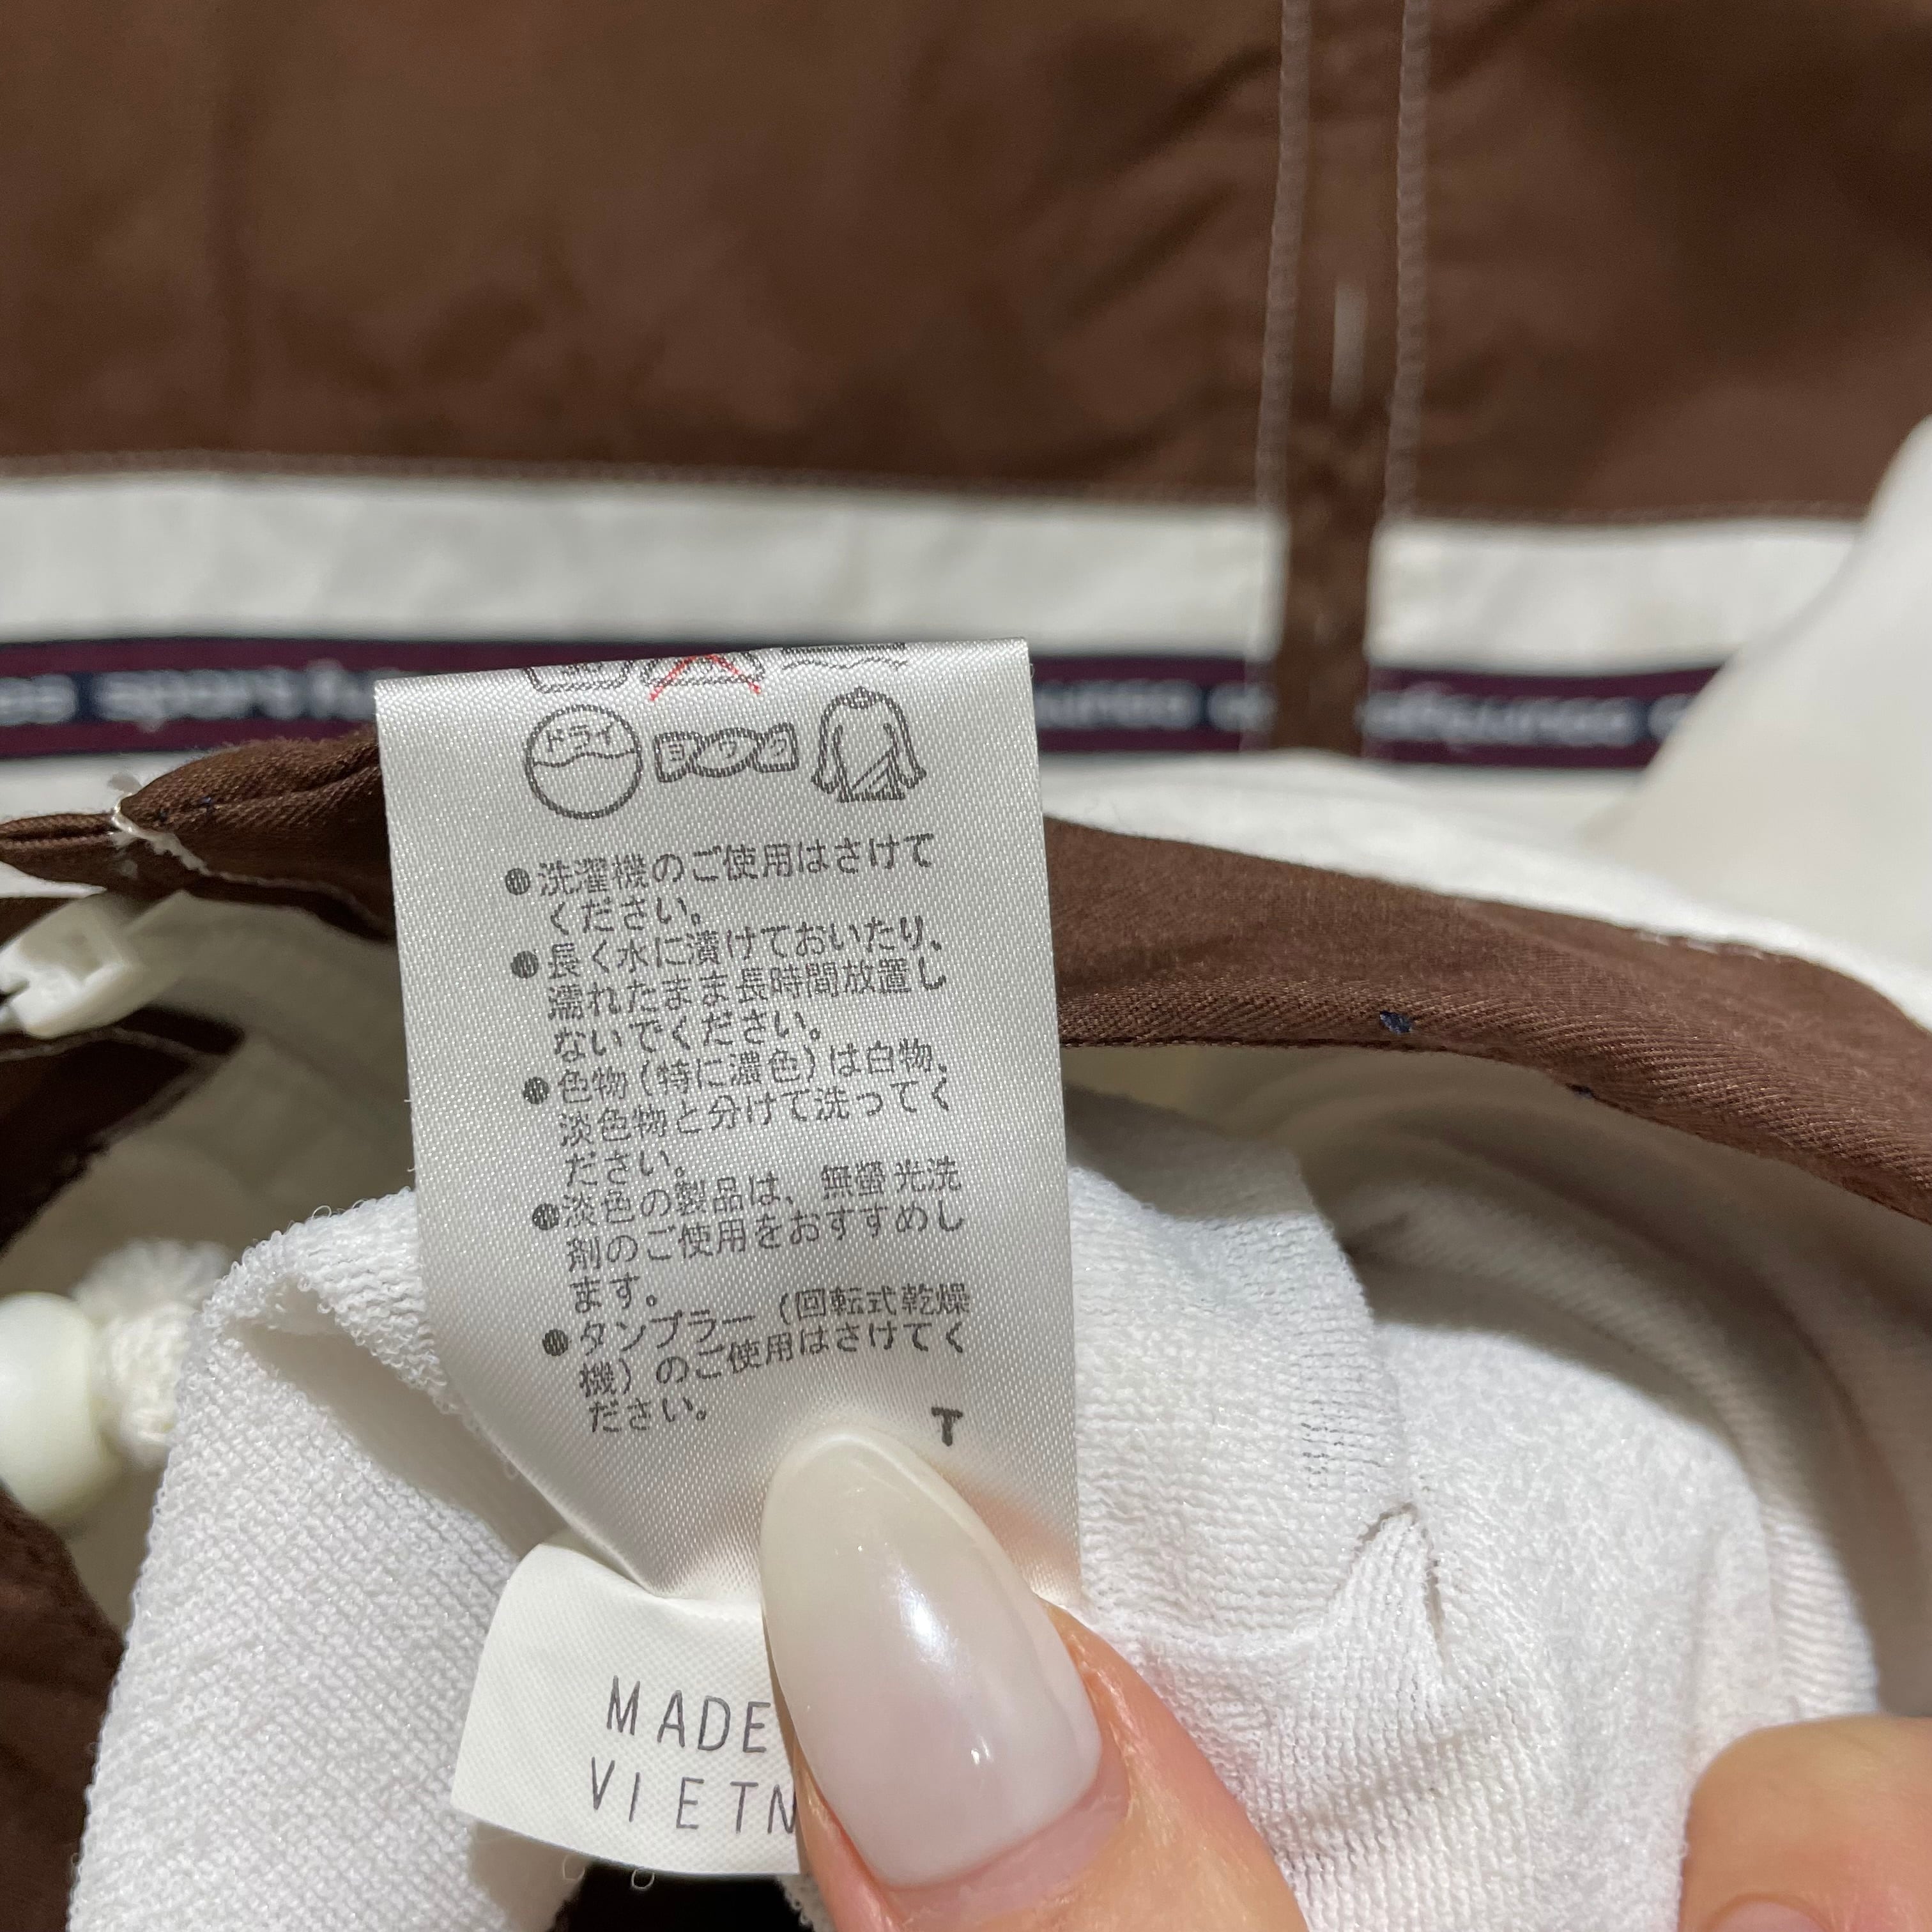 ドライ
ヨワク
●洗濯機のご使用はさけて
ください。
●長く水に漬けておいたり、
濡れたまま長時間放置し
ないでください。
●色物(特に濃色)は白物、
淡色物と分けて洗ってく
ださい。
●淡色の製品は、無螢光洗
剤のご使用をおすすめし
ます。
●タンブラー(回転式乾燥
機)のご使用はさけてく
ださい。
T
MADE
VIETN